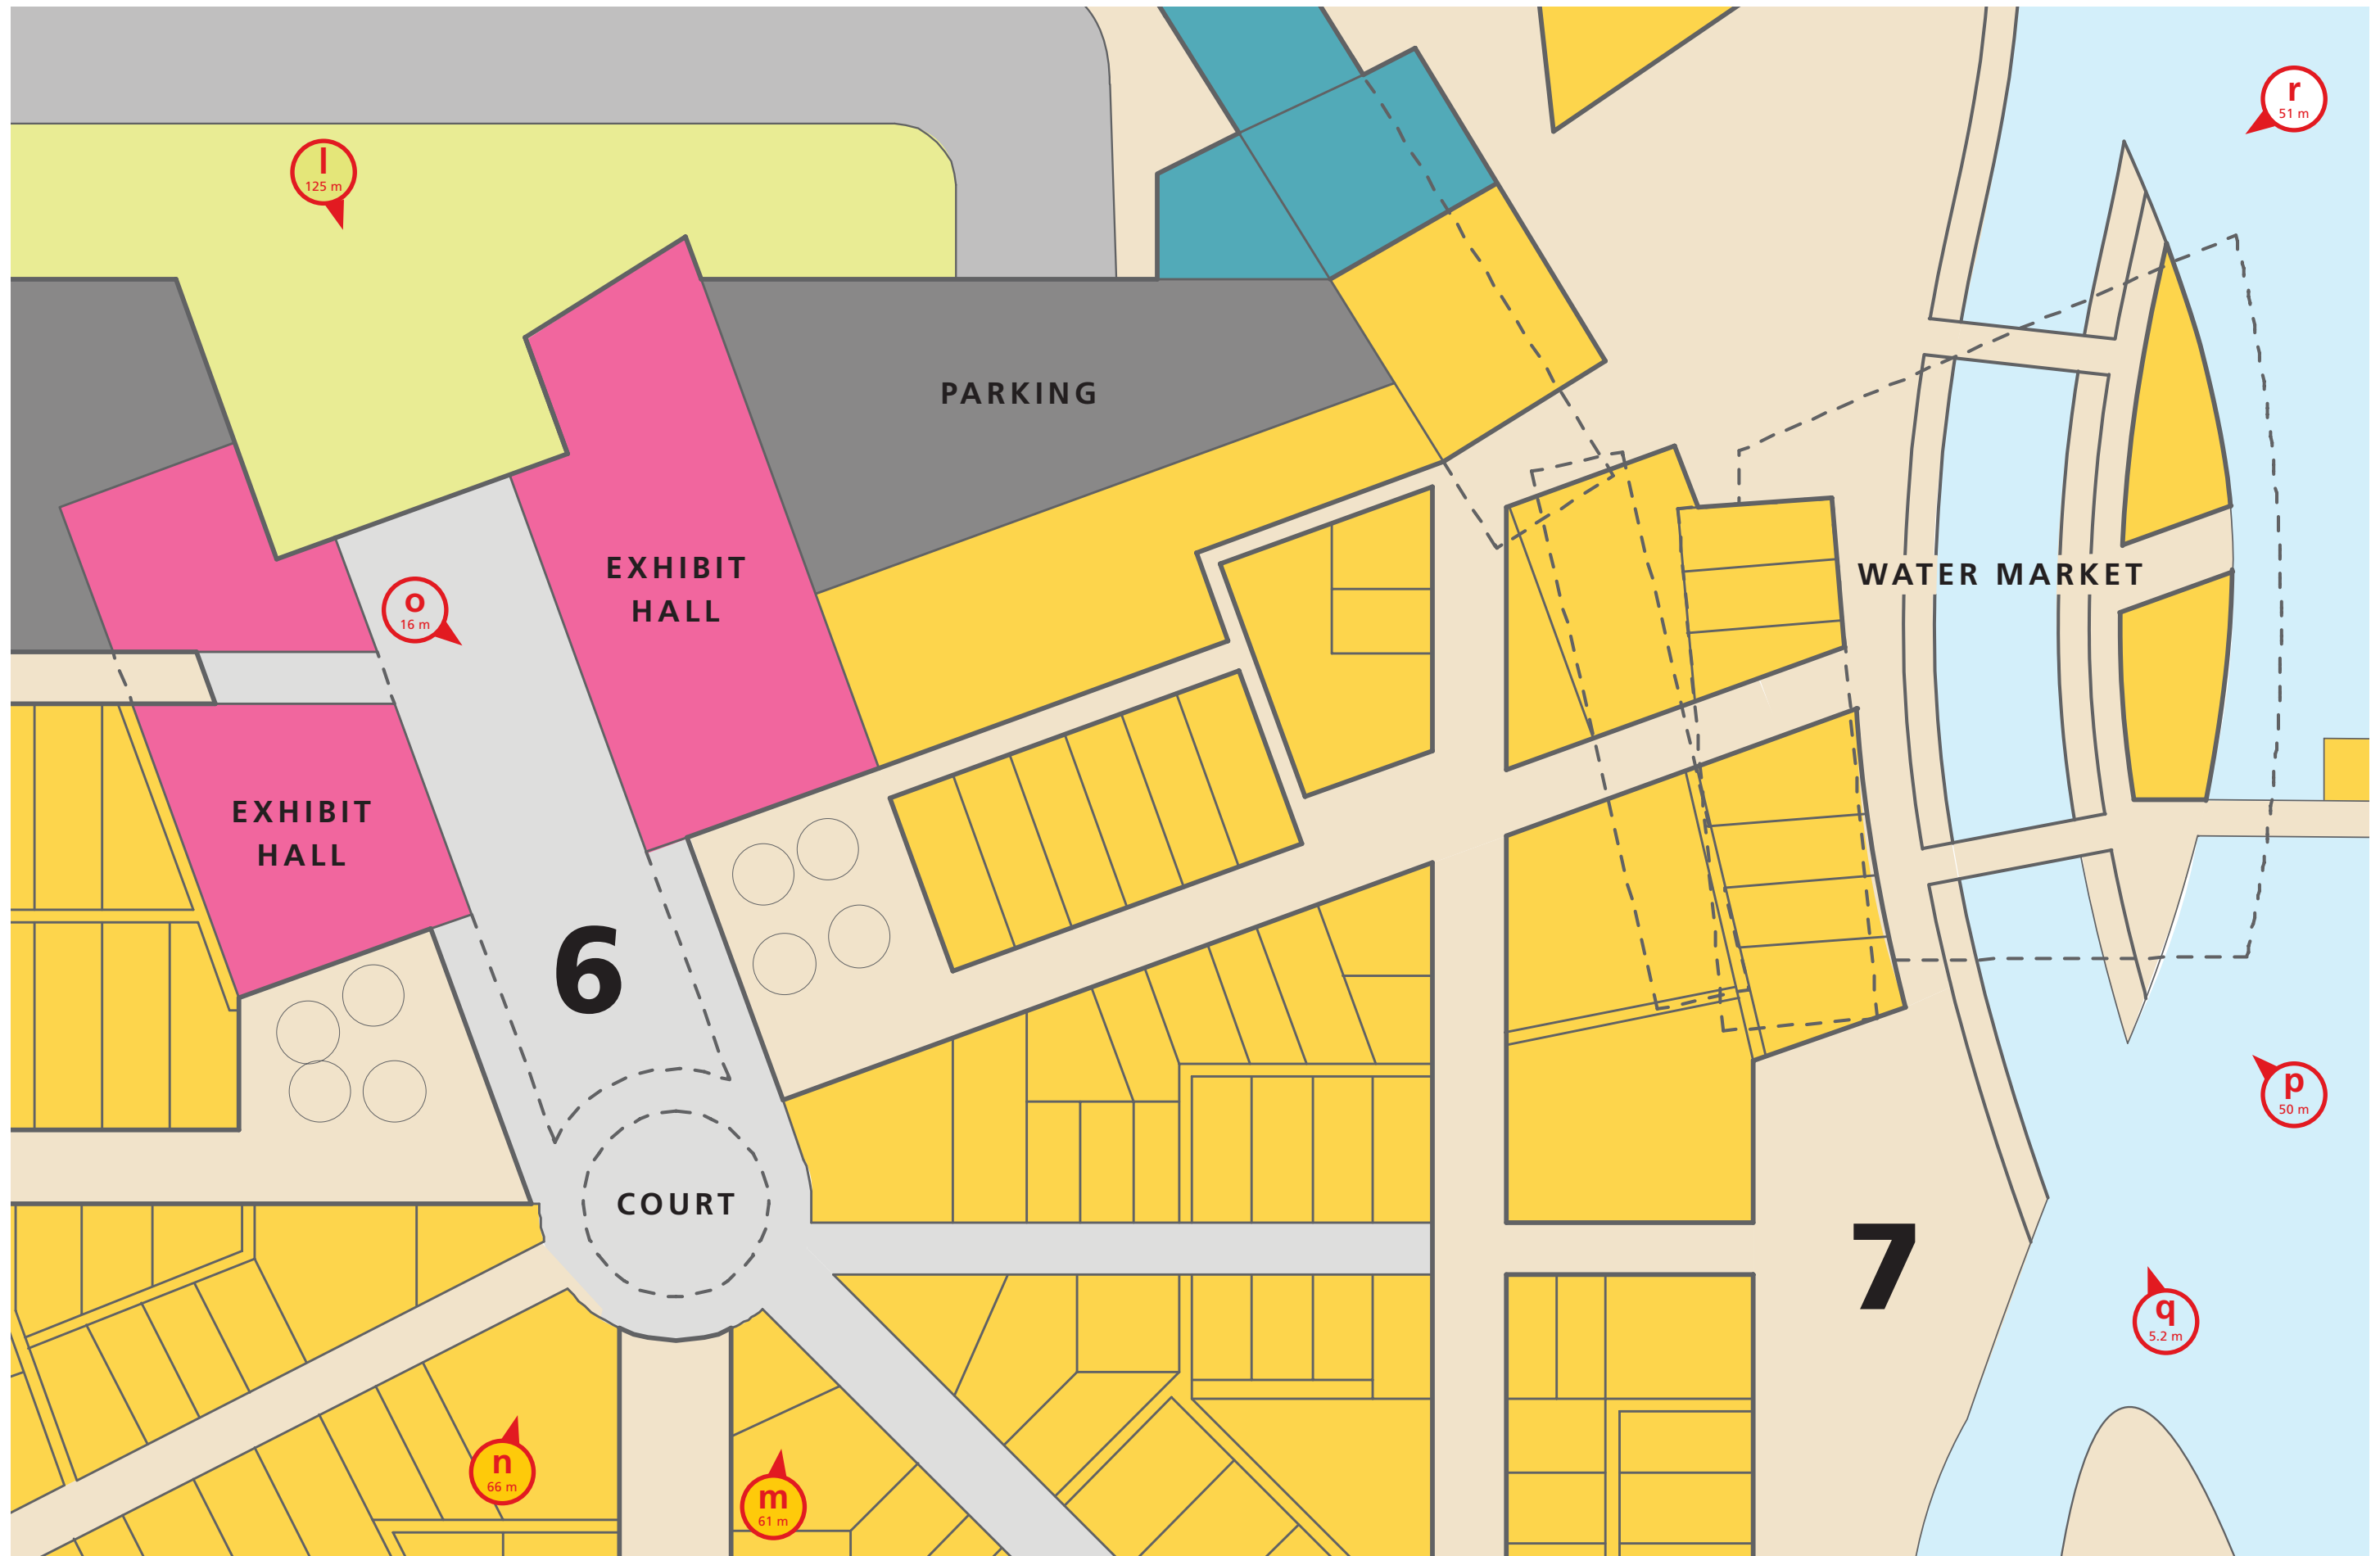 r
51 m
l
125 m
PARKING
EXHIBIT
HALL
WATER MARKET
o
16 m
EXHIBIT
HALL
6
p
50 m
COURT
7
q
5.2 m
n
66 m
m
61 m